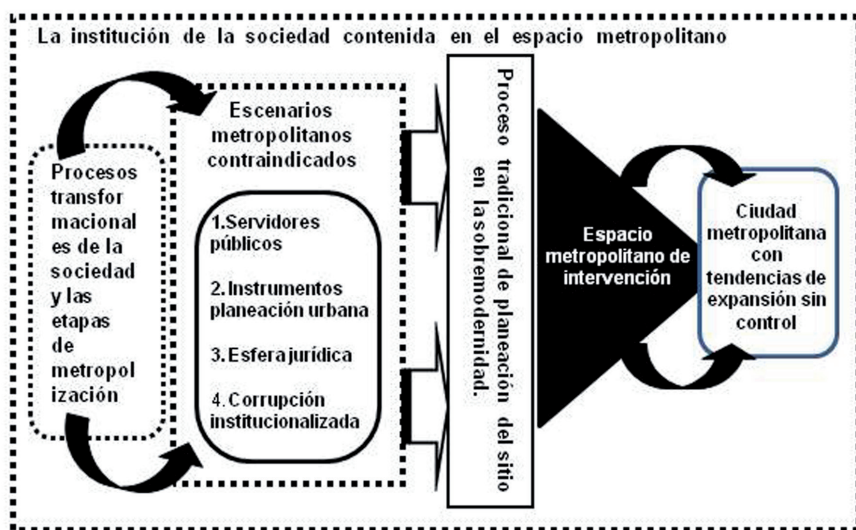 La institución de la sociedad contenida en el espacio metropolitano
Procesos
transfor
macional
es de la
sociedad
y las
etapas
de
metropol
ización
Escenarios
metropolitanos
contraindicados
1.Servidores
públicos
2. Instrumentos
planeación urbana
3. Esfera jurídica
4. Corrupción
institucionalizada
Proceso tradicional de planeación del sitio
en la sobremodernidad.
Espacio
metropolitano de
intervención
Ciudad
metropolitana
con
tendencias de
expansión sin
control